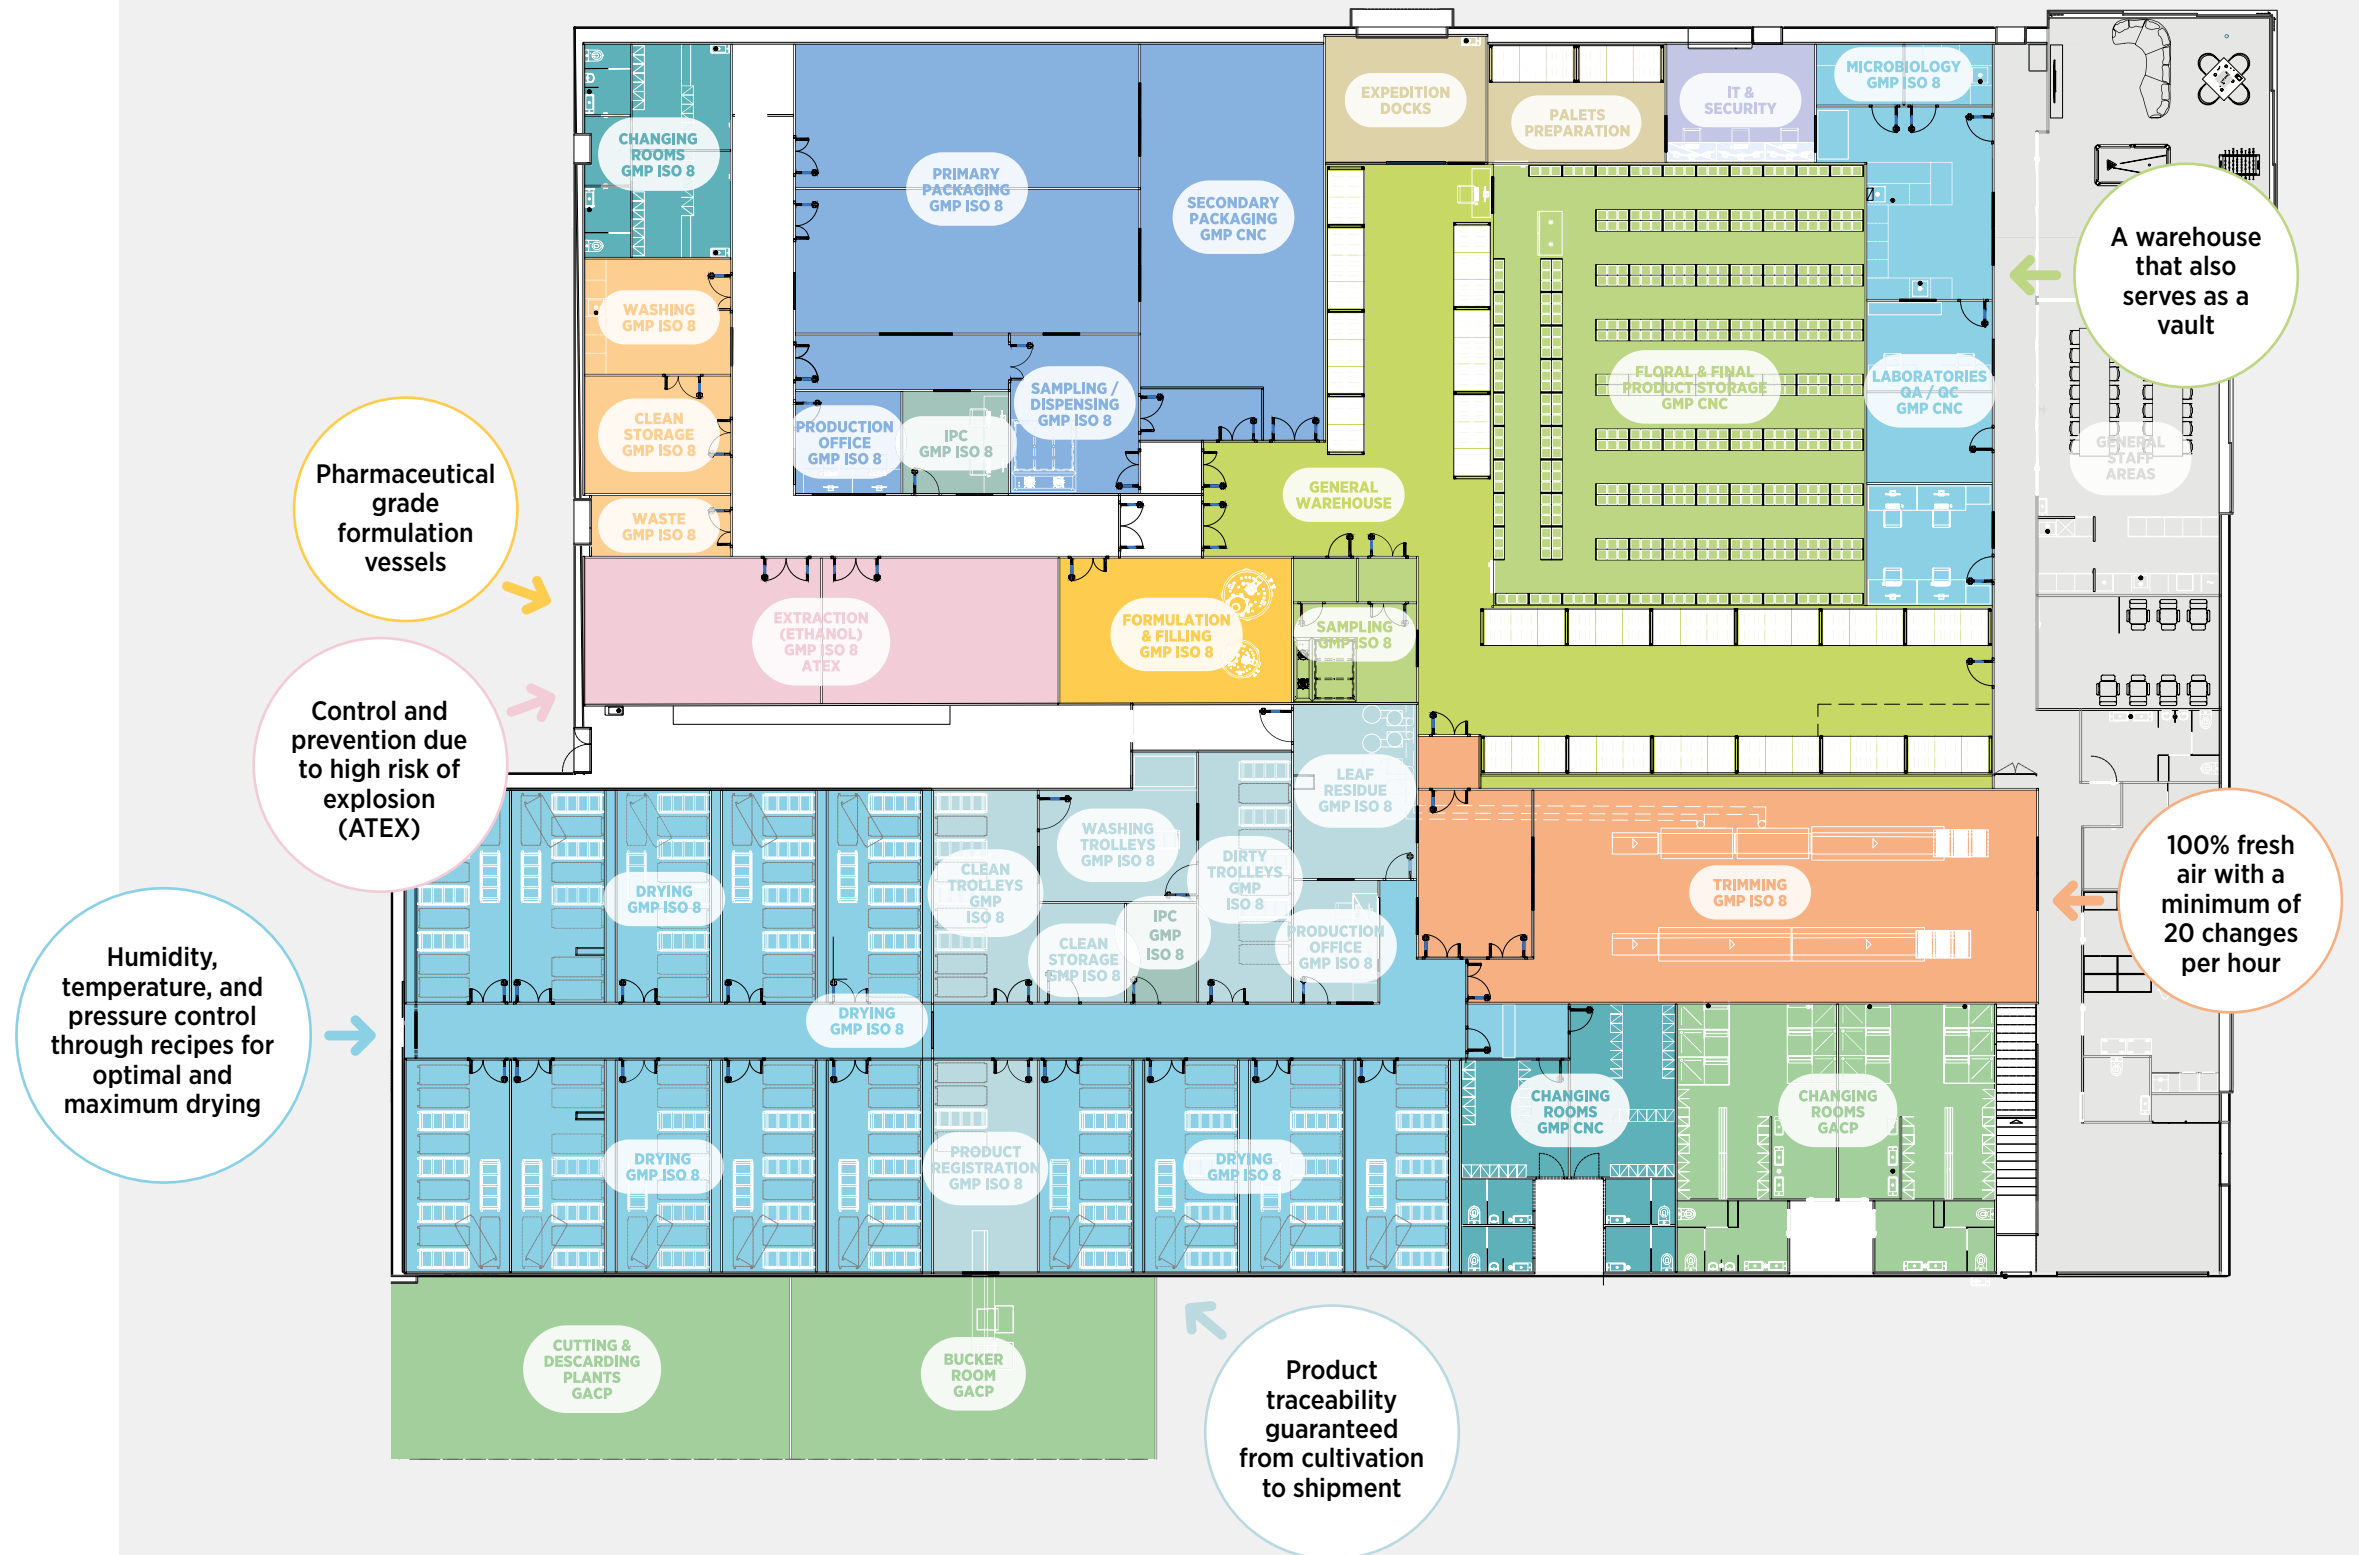 CHANGING
ROOMS
GMP ISO 8
PRIMARY
PACKAGING
GMP ISO 8
SECONDARY
PACKAGING
GMP CNC
EXPEDITION
DOCKS
PALETS
PREPARATION
IT &
SECURITY
MICROBIOLOGY
GMP ISO 8
A warehouse
that also
serves as a
vault
WASHING
GMP ISO 8
CLEAN
STORAGE
GMP ISO 8
WASTE
GMP ISO 8
PRODUCTION
OFFICE
GMP ISO 8
IPC
GMP ISO 8
SAMPLING /
DISPENSING
GMP ISO 8
GENERAL
WAREHOUSE
FLORAL & FINAL
PRODUCT STORAGE
GMP CNC
LABORATORIES
QA / QC
GMP CNC
GENERAL
STAFF
AREAS
Pharmaceutical
grade
formulation
vessels
EXTRACTION
(ETHANOL)
GMP ISO 8
ATEX
FORMULATION
& FILLING
GMP ISO 8
SAMPLING
GMP ISO 8
Control and
prevention due
to high risk of
explosion
(ATEX)
LEAF
RESIDUE
GMP ISO 8
WASHING
TROLLEYS
GMP ISO 8
DIRTY
TROLLEYS
GMP
ISO 8
CLEAN
TROLLEYS
GMP
ISO 8
DRYING
GMP ISO 8
TRIMMING
GMP ISO 8
100% fresh
air with a
minimum of
20 changes
per hour
CLEAN
STORAGE
GMP ISO 8
IPC
GMP
ISO 8
PRODUCTION
OFFICE
GMP ISO 8
Humidity,
temperature, and
pressure control
through recipes for
optimal and
maximum drying
DRYING
GMP ISO 8
DRYING
GMP ISO 8
PRODUCT
REGISTRATION
GMP ISO 8
DRYING
GMP ISO 8
CHANGING
ROOMS
GMP CNC
CHANGING
ROOMS
GACP
CUTTING &
DESCARDING
PLANTS
GACP
BUCKER
ROOM
GACP
Product
traceability
guaranteed
from cultivation
to shipment